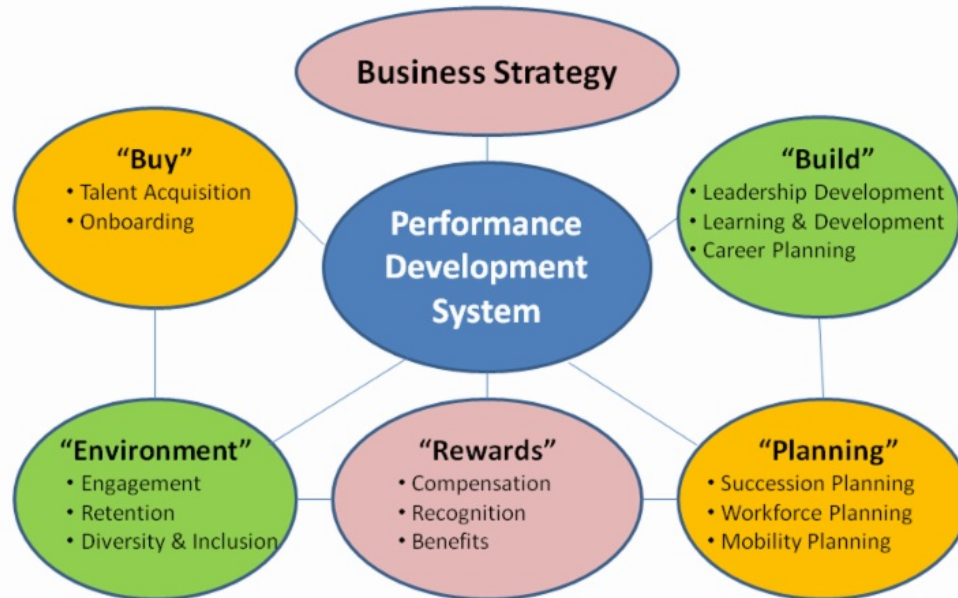 Business Strategy
“Buy”
• Talent Acquisition
• Onboarding
Performance
Development
System
“Build”
• Leadership Development
• Learning & Development
• Career Planning
“Environment”
• Engagement
• Retention
• Diversity & Inclusion
“Rewards”
• Compensation
• Recognition
• Benefits
“Planning”
• Succession Planning
• Workforce Planning
• Mobility Planning